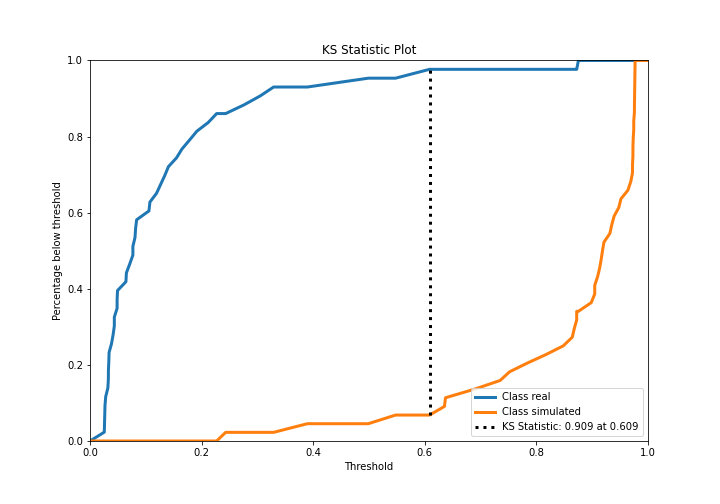 KS Statistic Plot
Percentage below threshold
1.0
0.8
0.6
0.4
0.2
0.0
Class real
Class simulated
KS Statistic: 0.909 at 0.609
0.0 0.2 0.4 0.6 0.8 1.0
Threshold